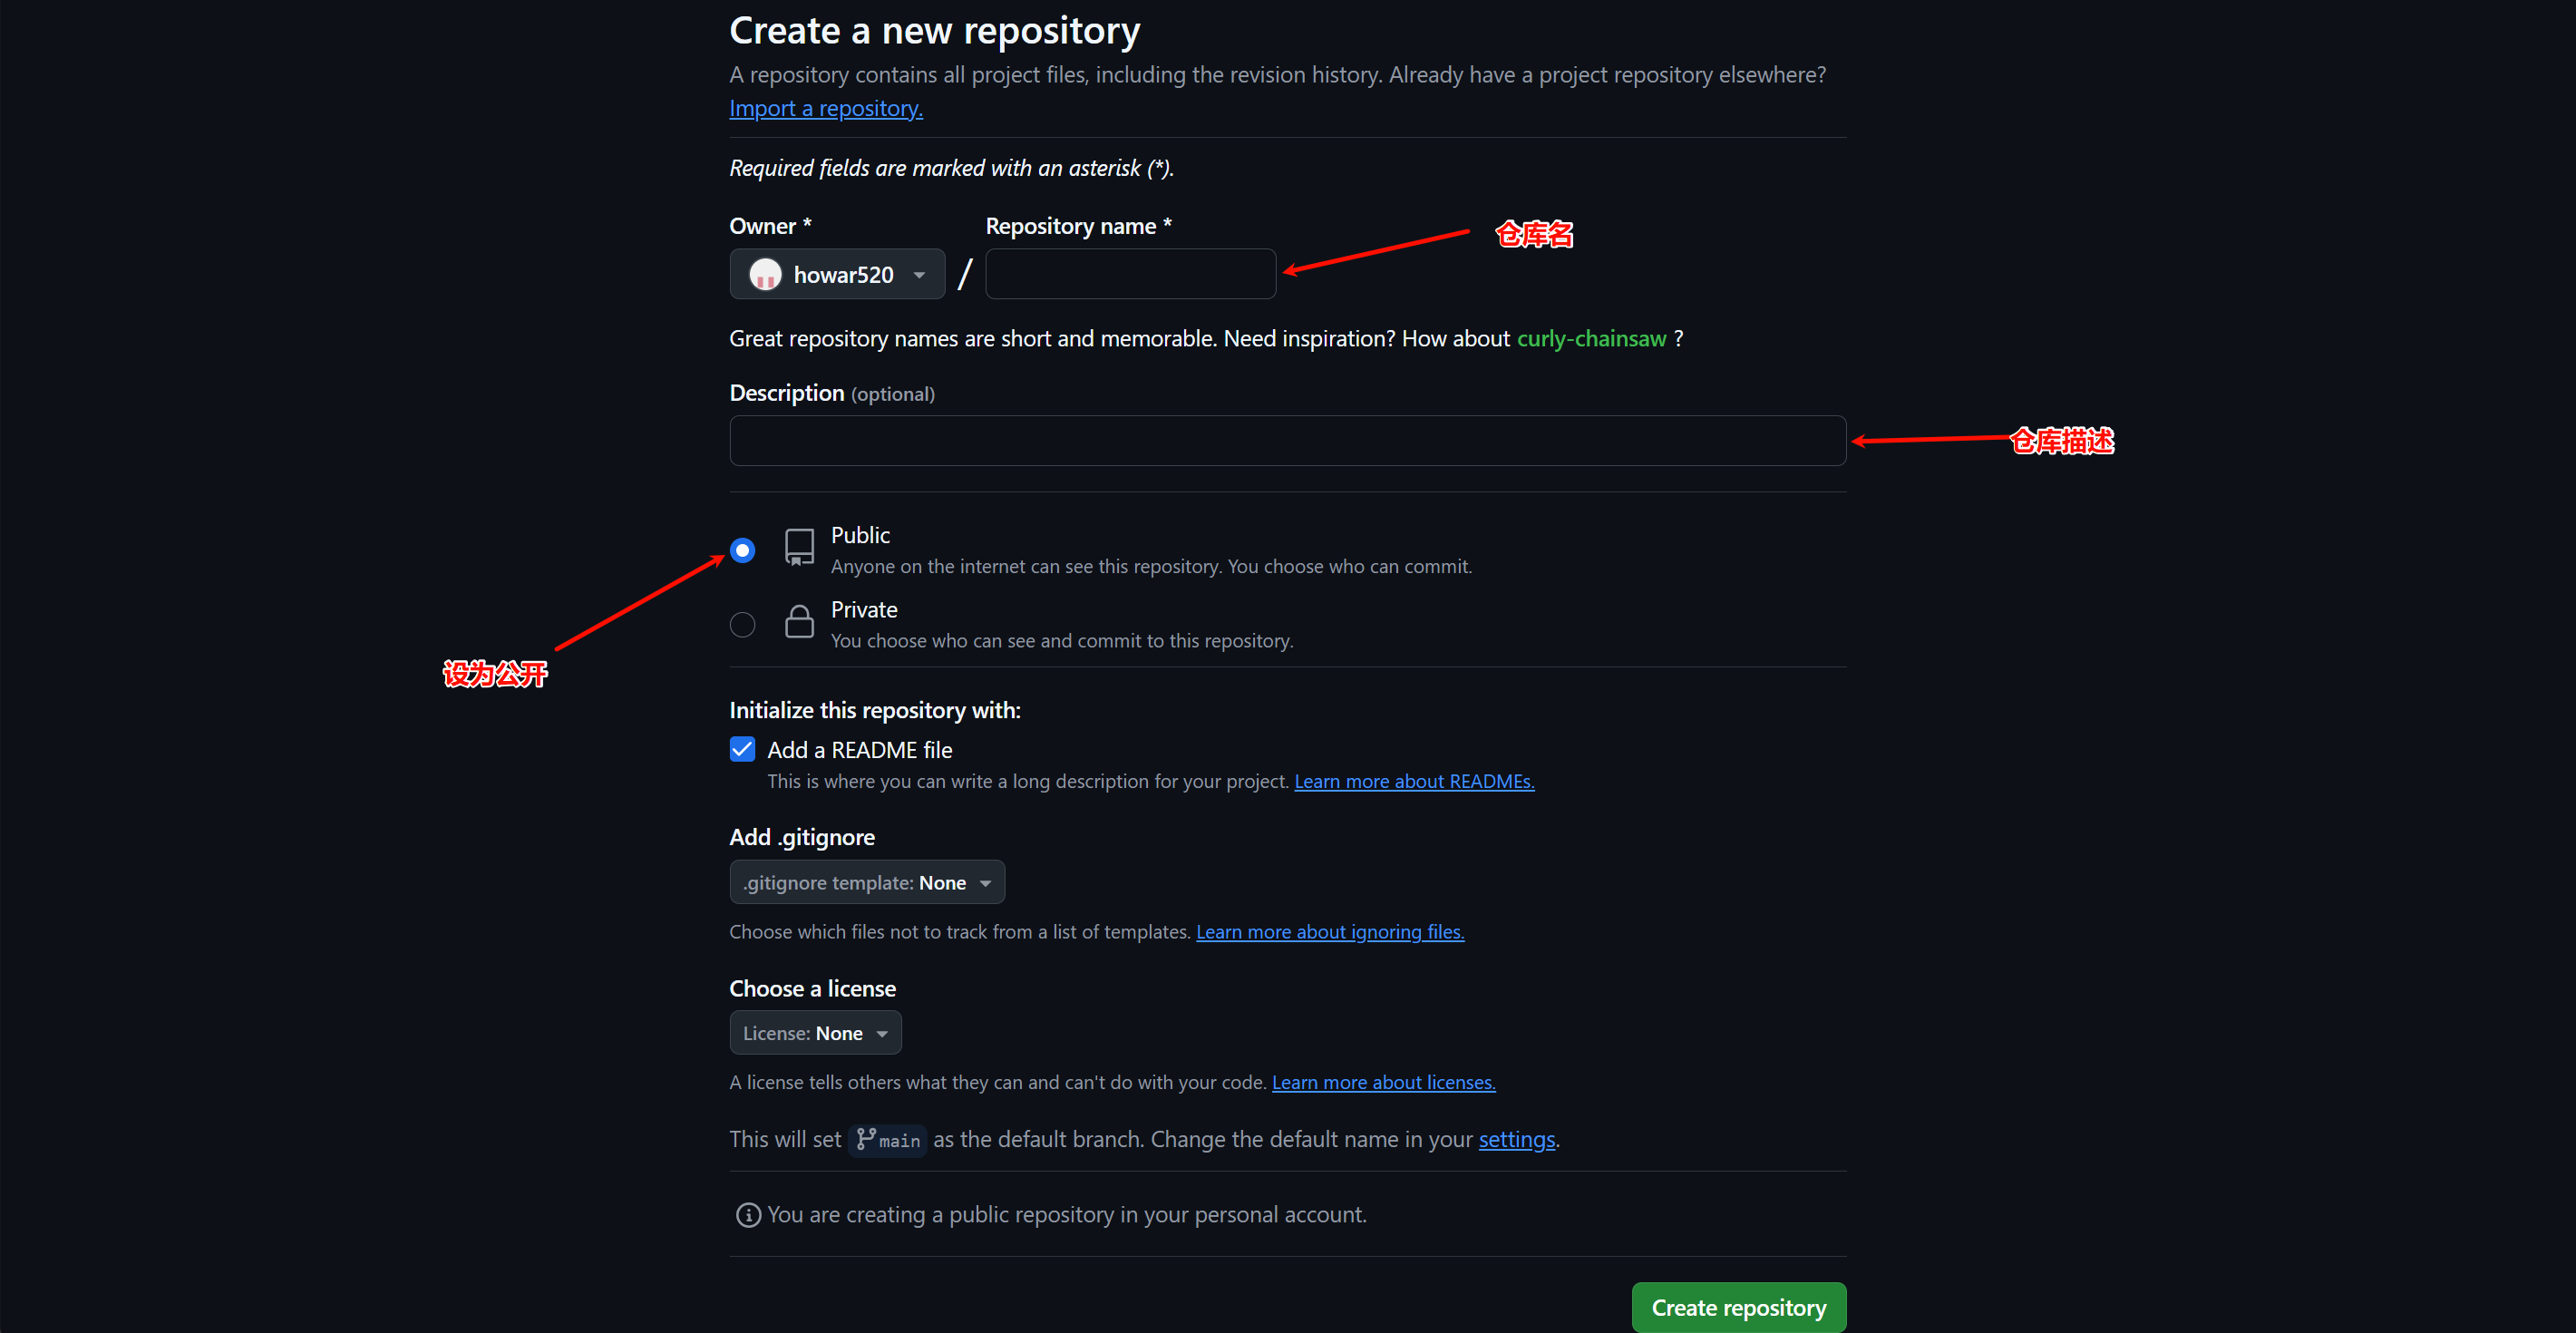 Create a new repository
A repository contains all project files, including the revision history. Already have a project repository elsewhere?
Import a repository.
Required fields are marked with an asterisk (*).
Owner *
Repository name *
仓库名
howar520
/
Great repository names are short and memorable. Need inspiration? How about curly-chainsaw ?
Description (optional)
仓库描述
Public
Anyone on the internet can see this repository. You choose who can commit.
Private
You choose who can see and commit to this repository.
设为公开
Initialize this repository with:
Add a README file
This is where you can write a long description for your project. Learn more about READMEs.
Add .gitignore
.gitignore template: None
Choose which files not to track from a list of templates. Learn more about ignoring files.
Choose a license
License: None
A license tells others what they can and can't do with your code. Learn more about licenses.
This will set main as the default branch. Change the default name in your settings.
You are creating a public repository in your personal account.
Create repository